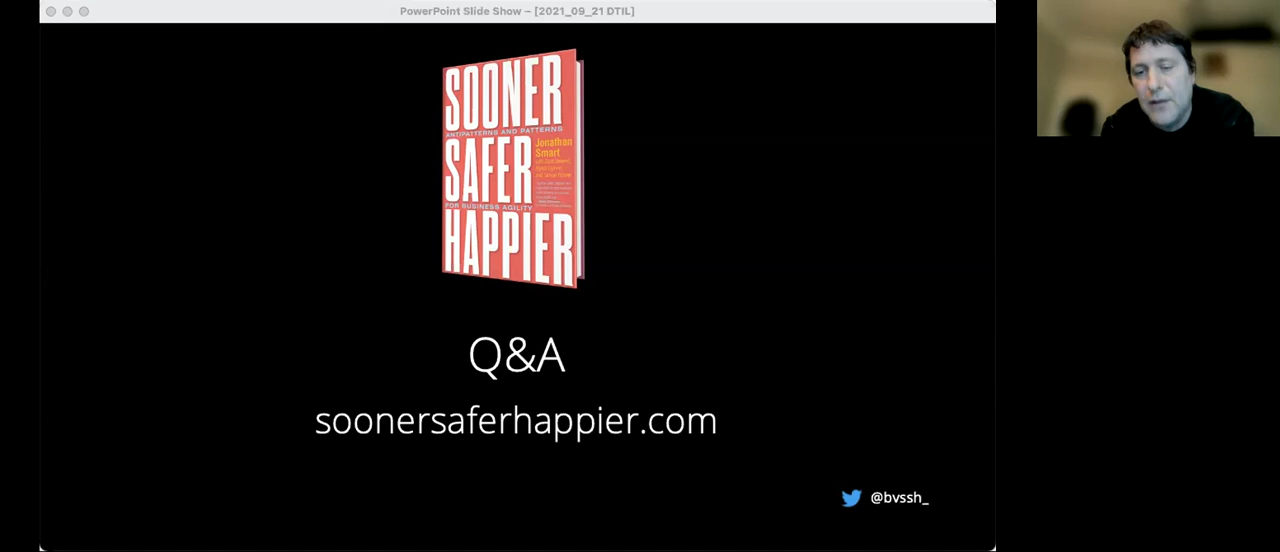 PowerPoint Slide Show – [2021_09_21 DTIL]
SOONER
ANTIPATTERNS AND PATTERNS
Jonathan
Smart
SAFER
FOR BUSINESS AGILITY
HAPPIER
Q&A
soonersaferhappier.com
@bvssh_